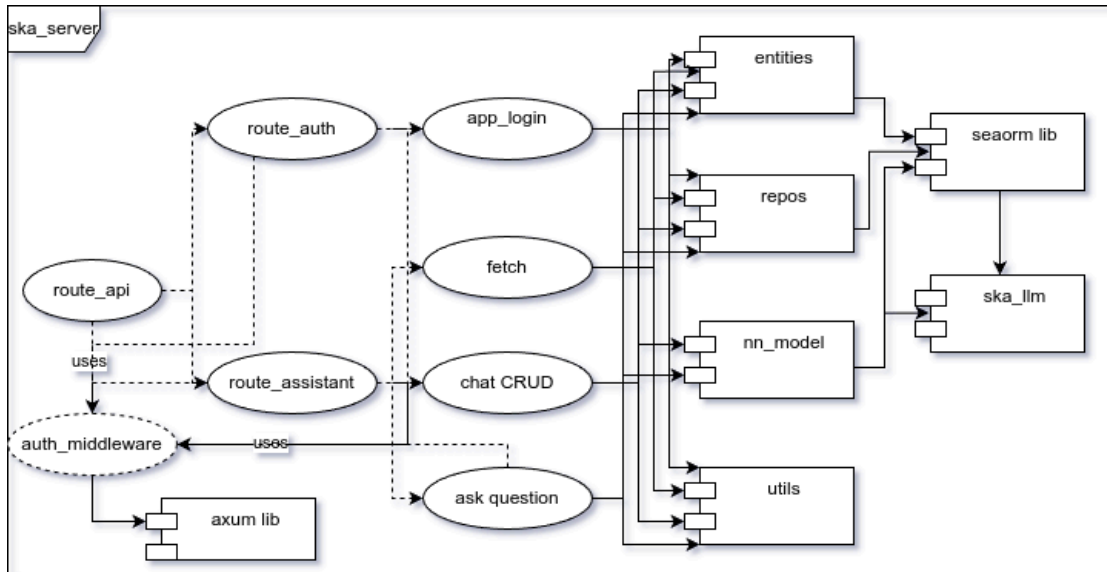 ska_server
entities
route_auth
app_login
seaorm lib
repos
fetch
route_api
ska_llm
nn_model
uses
route_assistant
chat CRUD
auth_middleware
uses
ask question
utils
axum lib